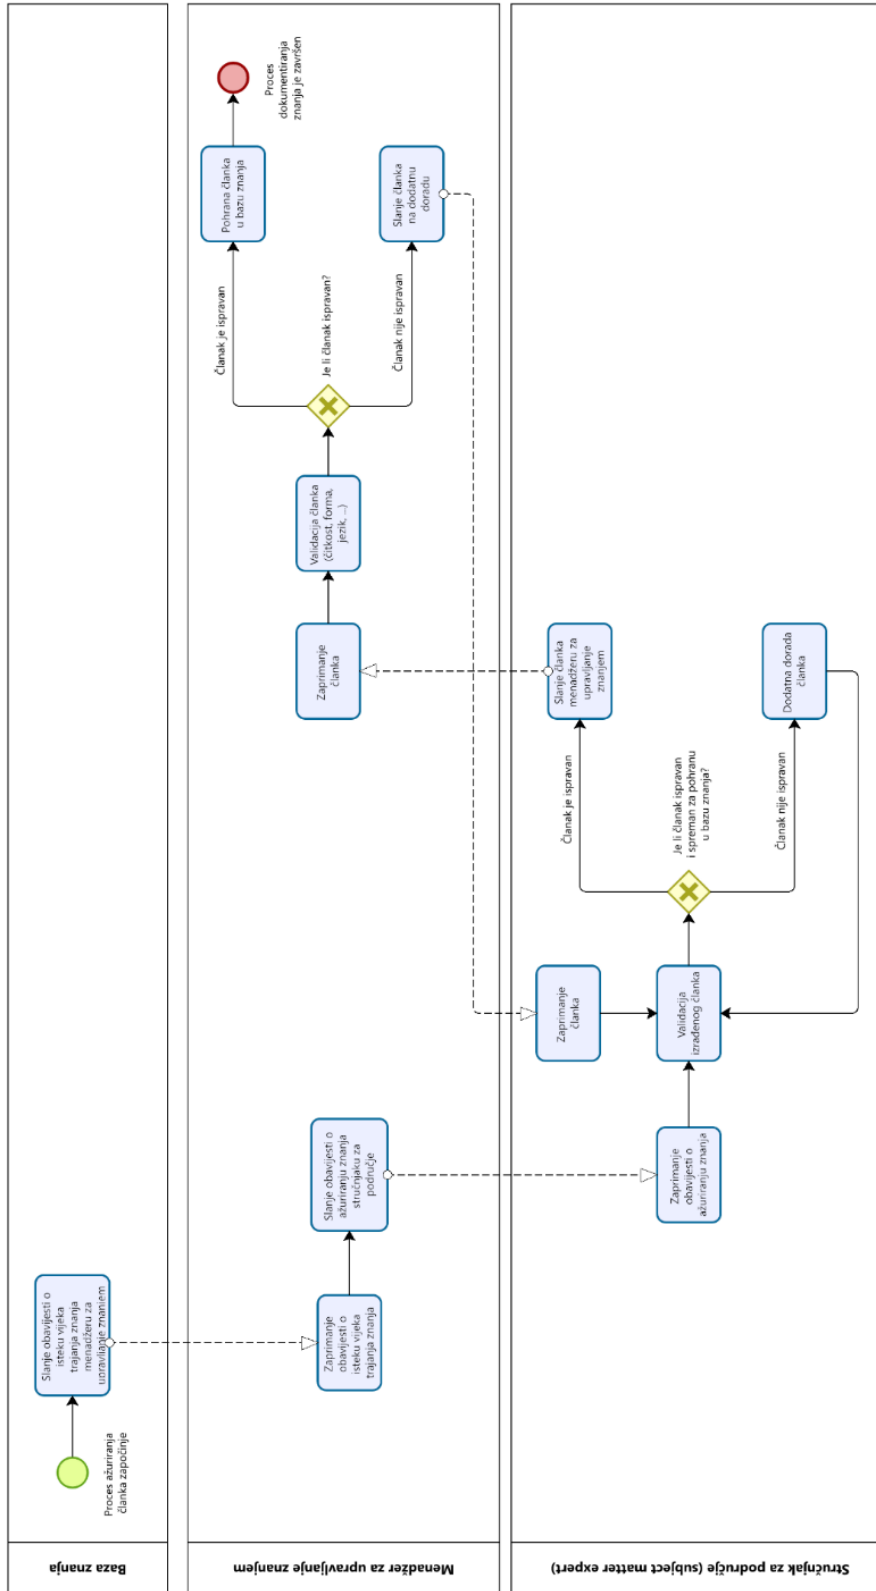 Baza znanja
Proces ažuriranja
članka započinje
Slanje obavijesti o
isteku vijeka
trajanja znanja
menadžeru za
upravljanje znanjem
Menadžer za upravljanje znanjem
Zaprimanje
obavijesti o
isteku vijeka
trajanja znanja
Slanje obavijesti o
ažuriranju znanja
stručnjaku za
područje
Zaprimanje
članka
Validacija članka
(čitkost, forma,
jezik, ...)
Je li članak ispravan?
Članak je ispravan
Članak nije ispravan
Pohrana članka
u bazu znanja
Slanje članka
na dodatnu
doradu
Proces
dokumentiranja
znanja je završen
Stručnjak za područje (subject matter expert)
Zaprimanje
obavijesti o
ažuriranju znanja
Zaprimanje
članka
Validacija
izrađenog članka
Je li članak ispravan
i spreman za pohranu
u bazu znanja?
Članak je ispravan
Članak nije ispravan
Slanje članka
menadžeru za
upravljanje
znanjem
Dodatna dorada
članka